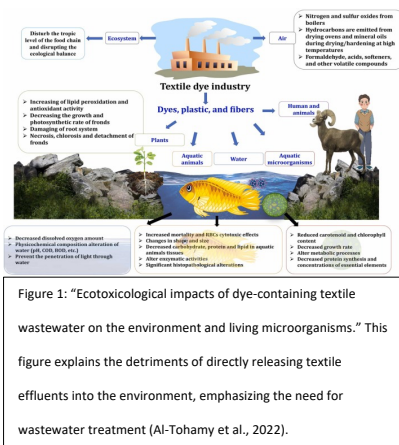 Disturb the tropic
level of the food chain
and disrupting the
ecological balance
Ecosystem
Air
Nitrogen and sulfur oxides from
boilers
Hydrocarbons are emitted from
drying ovens and mineral oils
during drying/hardening at high
temperatures
Formaldehyde, acids, softeners,
and other volatile compounds
Textile dye industry
Dyes, plastic, and fibers
Increasing of lipid peroxidation and
antioxidant activity
Decreasing the growth and
photosynthetic rate of fronds
Damaging of root system
Necrosis, chlorosis and detachment of
fronds
Human and
animals
Plants
Aquatic
animals
Water
Aquatic
microorganisms
Decreased dissolved oxygen amount
Physicochemical composition alteration of
water (pH, COD, BOD, etc.)
Prevent the penetration of light through
water
Increased mortality and RBCs cytotoxic effects
Changes in shape and size
Decreased carbohydrate, protein and lipid in aquatic
animals tissues
Alter enzymatic activities
Significant histopathological alterations
Reduced carotenoid and chlorophyll
content
Decreased growth rate
Alter metabolic processes
Decreased protein synthesis and
concentrations of essential elements
Figure 1: “Ecotoxicological impacts of dye-containing textile
wastewater on the environment and living microorganisms.” This
figure explains the detriments of directly releasing textile
effluents into the environment, emphasizing the need for
wastewater treatment (Al-Tohamy et al., 2022).